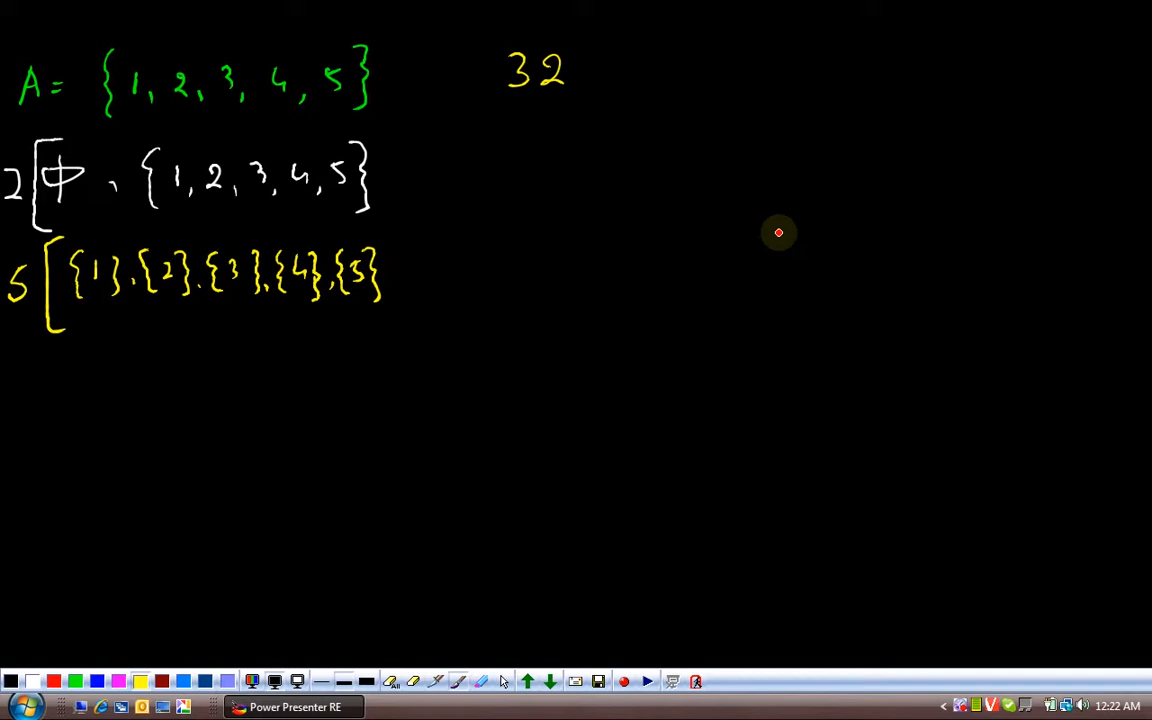 A = {1, 2, 3, 4, 5}
32
2 [ ф , {1, 2, 3, 4, 5}
5 [ {1}, {2}, {3}, {4}, {5}
Power Presenter RE
12:22 AM